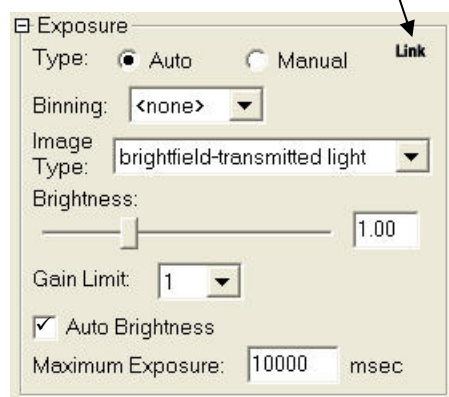 Exposure
Type: Auto Manual Link
Binning: <none>
Image
Type: brightfield-transmitted light
Brightness:
1.00
Gain Limit: 1
Auto Brightness
Maximum Exposure: 10000 msec